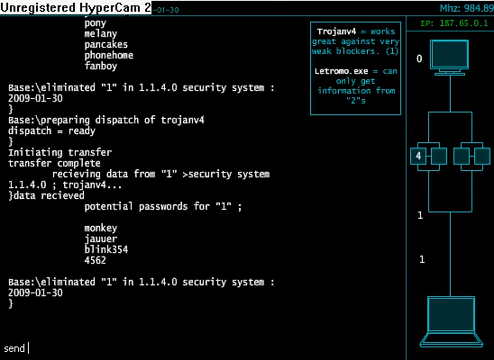 Unregistered HyperCam 2
-01-30
Mhz: 984.89
IP: 187.65.0.1
pony
melany
pancakes
phonehome
fanboy
Base:\eliminated "1" in 1.1.4.0 security system :
2009-01-30
}
Base:\preparing dispatch of trojanv4
dispatch = ready
}
Initiating transfer
transfer complete
recieving data from "1" >security system
1.1.4.0 ; trojanv4...
}data recieved
potential passwords for "1" ;
monkey
jauuer
blink354
4562
Base:\eliminated "1" in 1.1.4.0 security system :
2009-01-30
}
send
Trojanv4 = works
great against very
weak blockers. (1)
Letromo.exe = can
only get
information from
"2"s
0
4
1
1